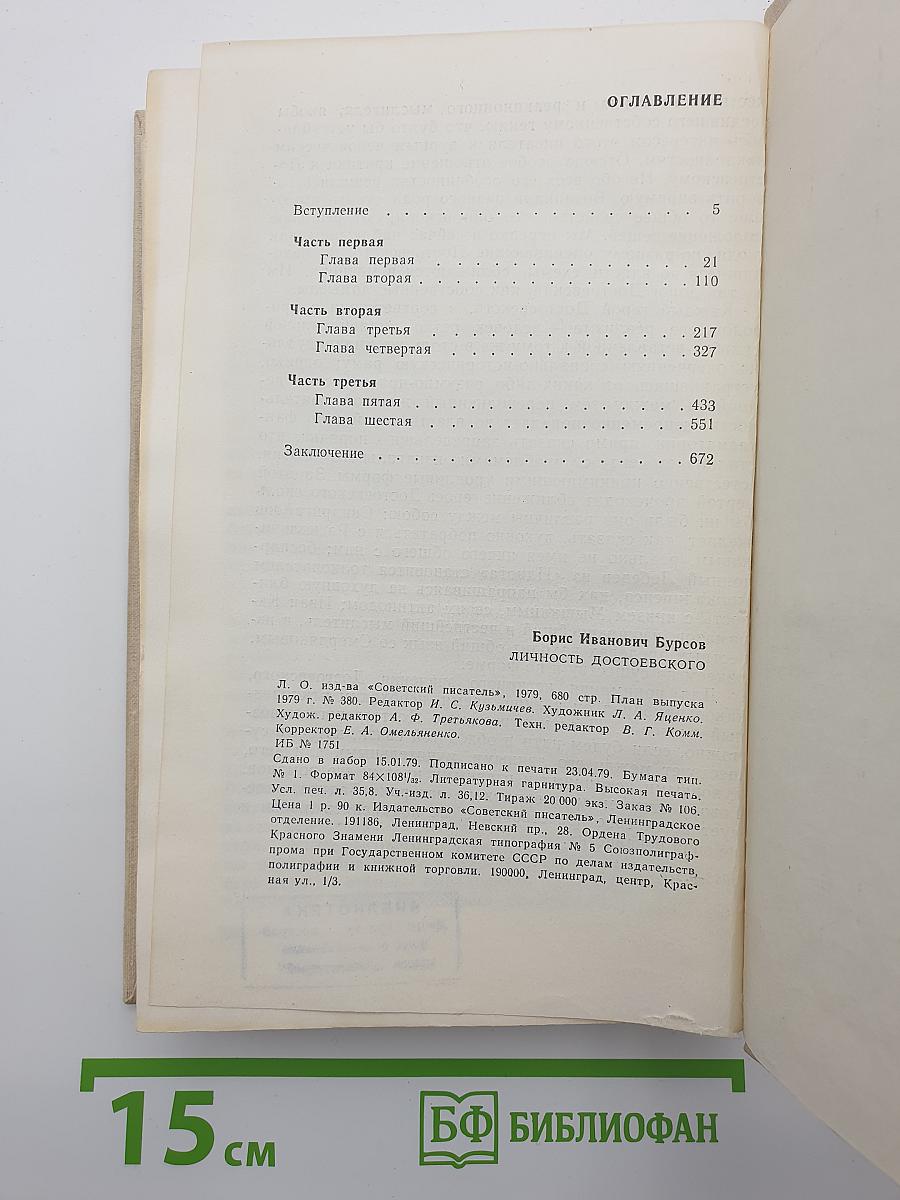 ОГЛАВЛЕНИЕ
Вступление . . . . . . . . . . . . . . . . . 5
Часть первая
Глава первая . . . . . . . . . . . . . . 21
Глава вторая . . . . . . . . . . . . . . 110
Часть вторая
Глава третья . . . . . . . . . . . . . . 217
Глава четвертая . . . . . . . . . . . . . 327
Часть третья
Глава пятая . . . . . . . . . . . . . . . 433
Глава шестая . . . . . . . . . . . . . . 551
Заключение . . . . . . . . . . . . . . . . . 672
Борис Иванович Бурсов
ЛИЧНОСТЬ ДОСТОЕВСКОГО
Л. О. изд-ва «Советский писатель», 1979, 680 стр. План выпуска
1979 г. № 380. Редактор И. С. Кузьмичев. Художник Л. А. Яценко.
Худож. редактор А. Ф. Третьякова. Техн. редактор В. Г. Комм.
Корректор Е. А. Омельяненко.
ИБ № 1751
Сдано в набор 15.01.79. Подписано к печати 23.04.79. Бумага тип.
№ 1. Формат 84×108¹/₃₂. Литературная гарнитура. Высокая печать.
Усл. печ. л. 35,8. Уч.-изд. л. 36,12. Тираж 20 000 экз. Заказ № 106.
Цена 1 р. 90 к. Издательство «Советский писатель», Ленинградское
отделение. 191186, Ленинград, Невский пр., 28. Ордена Трудового
Красного Знамени Ленинградская типография № 5 Союзполиграф-
прома при Государственном комитете СССР по делам издательств,
полиграфии и книжной торговли. 190000, Ленинград, центр, Крас-
ная ул., 1/3.
15 см
БФ БИБЛИОФАН